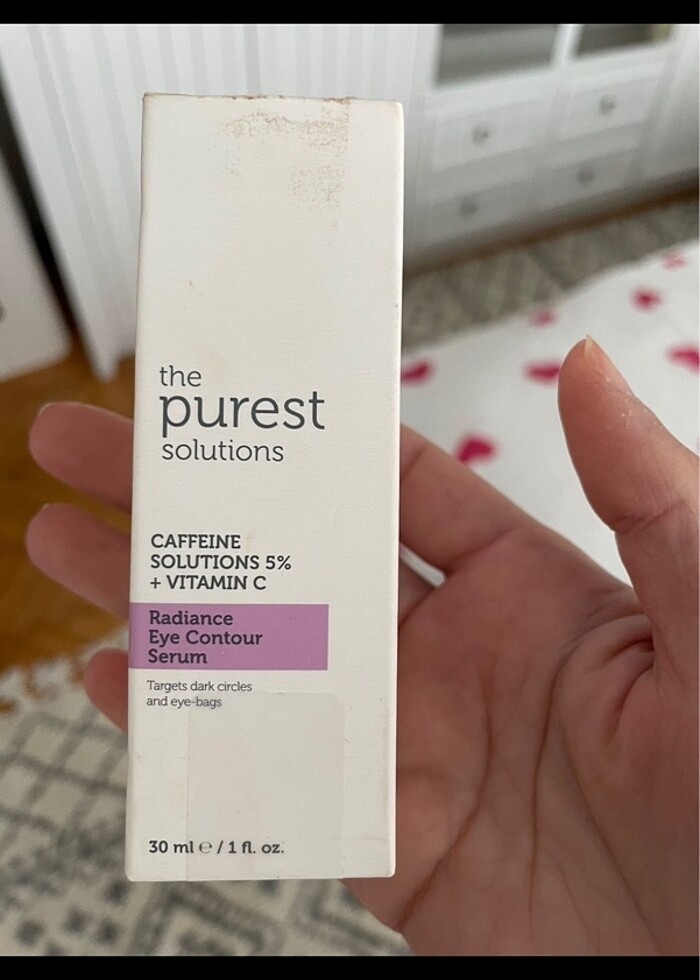 the
purest
solutions
CAFFEINE
SOLUTIONS 5%
+ VITAMIN C
Radiance
Eye Contour
Serum
Targets dark circles
and eye-bags
30 ml ℮ / 1 fl. oz.